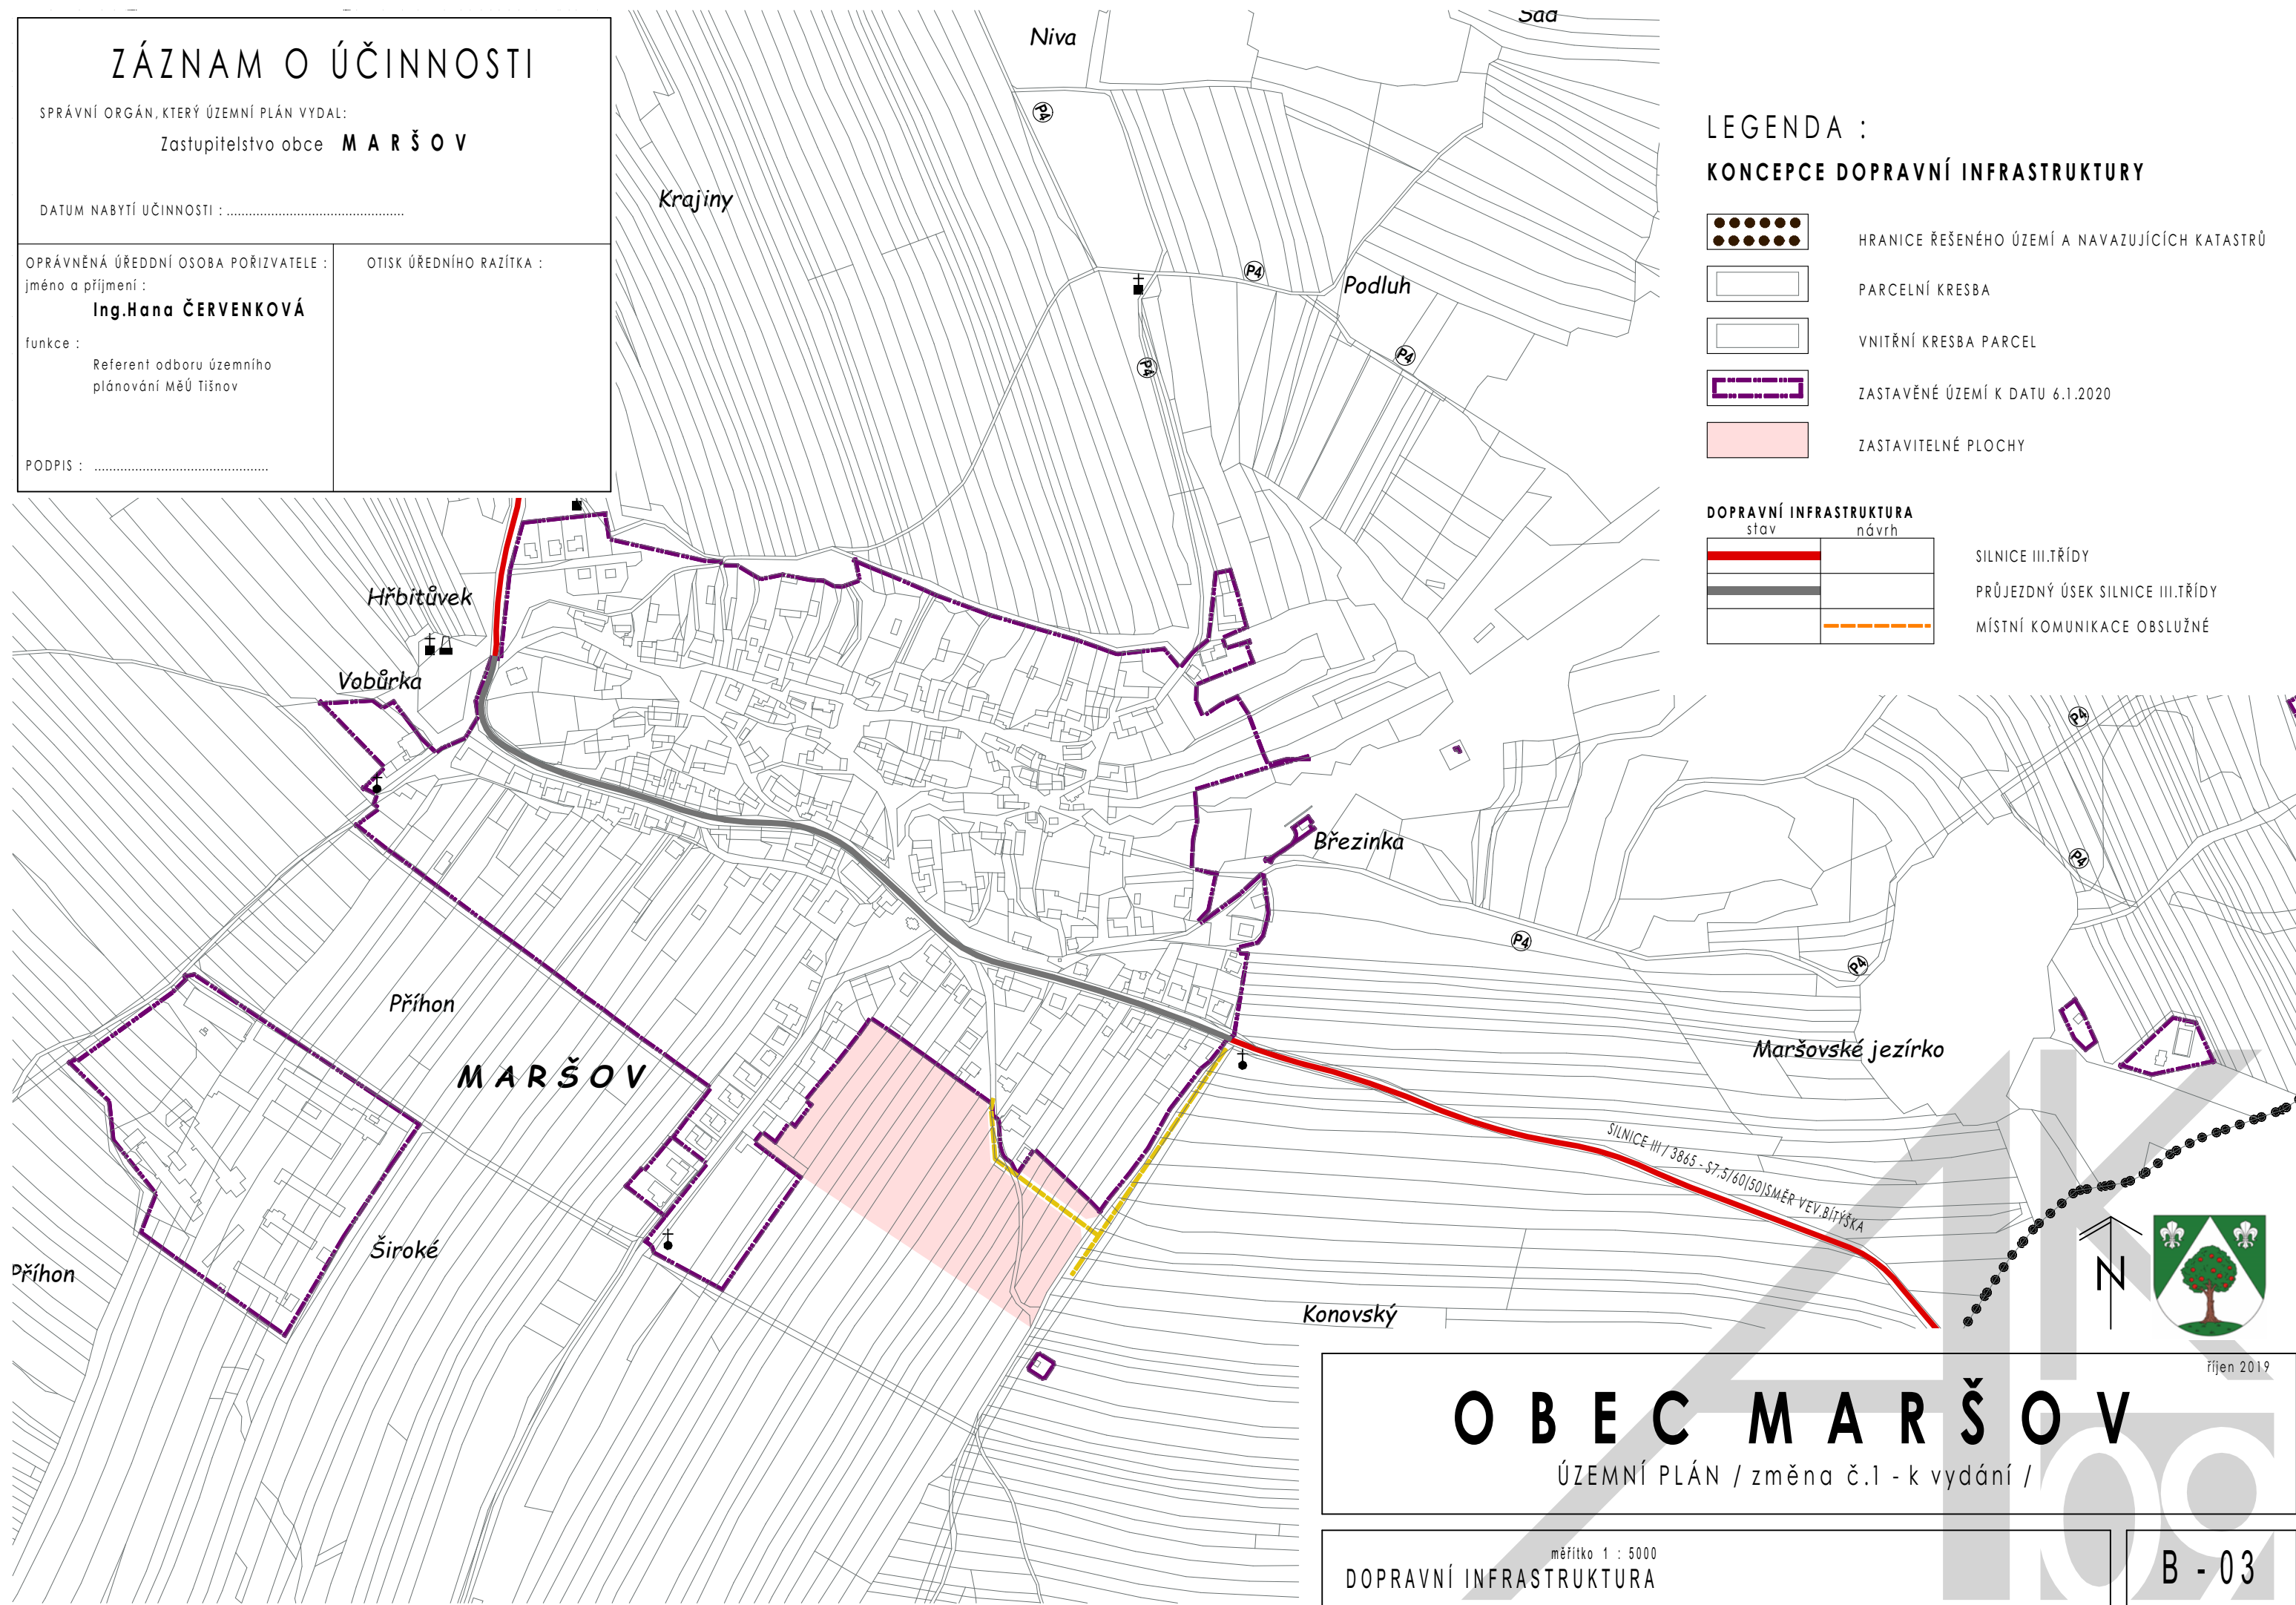 ZÁZNAM O ÚČINNOSTI
SPRÁVNÍ ORGÁN, KTERÝ ÚZEMNÍ PLÁN VYDAL:
Zastupitelstvo obce MARŠOV
DATUM NABYTÍ UČINNOSTI : ................................................
OPRÁVNĚNÁ ÚŘEDDNÍ OSOBA POŘIZVATELE :
jméno a příjmení :
Ing.Hana ČERVENKOVÁ
funkce :
Referent odboru územního
plánování MěÚ Tišnov
PODPIS : ...............................................
OTISK ÚŘEDNÍHO RAZÍTKA :
Niva
Sad
P4
Krajiny
P4
Podluh
P4
P4
LEGENDA :
KONCEPCE DOPRAVNÍ INFRASTRUKTURY
HRANICE ŘEŠENÉHO ÚZEMÍ A NAVAZUJÍCÍCH KATASTRŮ
PARCELNÍ KRESBA
VNITŘNÍ KRESBA PARCEL
ZASTAVĚNÉ ÚZEMÍ K DATU 6.1.2020
ZASTAVITELNÉ PLOCHY
DOPRAVNÍ INFRASTRUKTURA
stav návrh
SILNICE III.TŘÍDY
PRŮJEZDNÝ ÚSEK SILNICE III.TŘÍDY
MÍSTNÍ KOMUNIKACE OBSLUŽNÉ
Hřbitůvek
Vobůrka
P4
Březinka
P4
P4
P4
Příhon
MARŠOV
Maršovské jezírko
SILNICE III / 3865 - S7,5/60(50)SMĚR VEV.BÍTÝŠKA
Široké
Příhon
N
Konovský
říjen 2019
OBEC MARŠOV
ÚZEMNÍ PLÁN / změna č.1 - k vydání /
měřítko 1 : 5000
DOPRAVNÍ INFRASTRUKTURA
B - 03